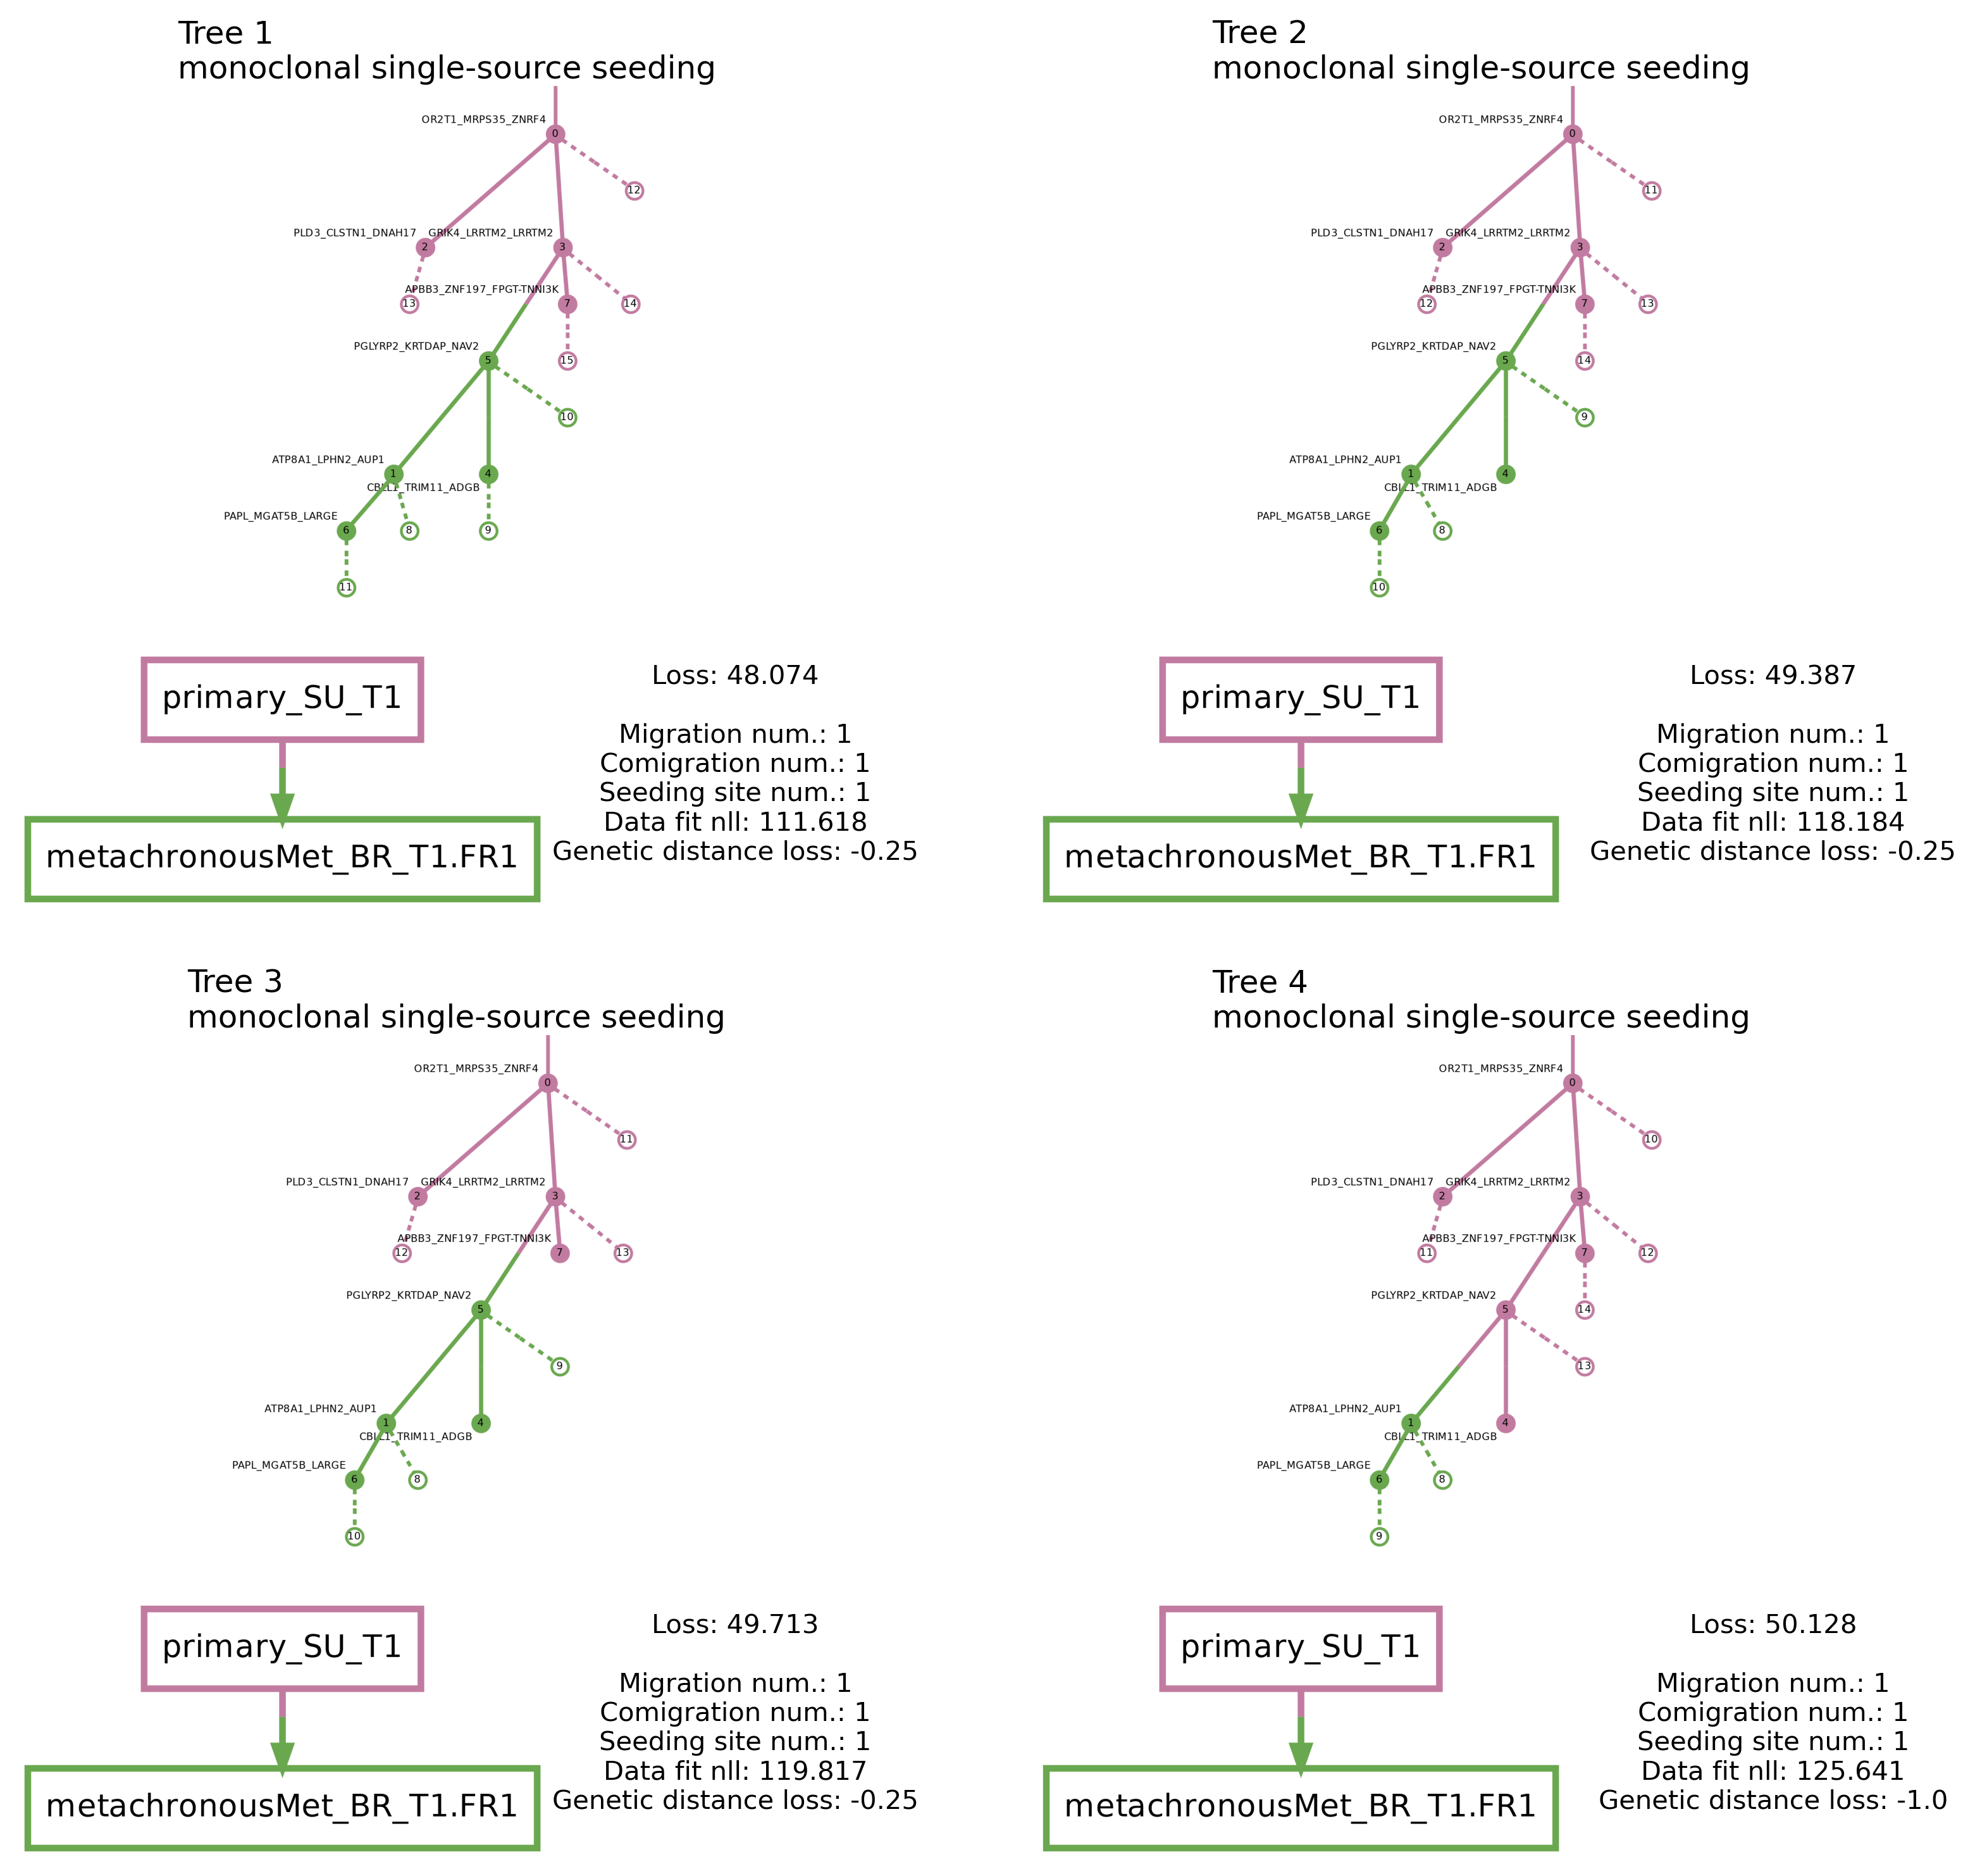 Tree 1
monoclonal single-source seeding
OR2T1_MRPS35_ZNRF4
0
12
PLD3_CLSTN1_DNAH17
2
GRIK4_LRRTM2_LRRTM2
3
13
APBB3_ZNF197_FPGT-TNNI3K
7
14
PGLYRP2_KRTDAP_NAV2
5
15
10
ATP8A1_LPHN2_AUP1
1
4
CBLL1_TRIM11_ADGB
PAPL_MGAT5B_LARGE
6
8
9
11
primary_SU_T1
metachronousMet_BR_T1.FR1
Loss: 48.074
Migration num.: 1
Comigration num.: 1
Seeding site num.: 1
Data fit nll: 111.618
Genetic distance loss: -0.25
Tree 2
monoclonal single-source seeding
OR2T1_MRPS35_ZNRF4
0
11
PLD3_CLSTN1_DNAH17
2
GRIK4_LRRTM2_LRRTM2
3
12
APBB3_ZNF197_FPGT-TNNI3K
7
13
PGLYRP2_KRTDAP_NAV2
5
14
9
ATP8A1_LPHN2_AUP1
1
4
CBLL1_TRIM11_ADGB
PAPL_MGAT5B_LARGE
6
8
10
primary_SU_T1
metachronousMet_BR_T1.FR1
Loss: 49.387
Migration num.: 1
Comigration num.: 1
Seeding site num.: 1
Data fit nll: 118.184
Genetic distance loss: -0.25
Tree 3
monoclonal single-source seeding
OR2T1_MRPS35_ZNRF4
0
11
PLD3_CLSTN1_DNAH17
2
GRIK4_LRRTM2_LRRTM2
3
12
APBB3_ZNF197_FPGT-TNNI3K
7
13
PGLYRP2_KRTDAP_NAV2
5
9
ATP8A1_LPHN2_AUP1
1
4
CBLL1_TRIM11_ADGB
PAPL_MGAT5B_LARGE
6
8
10
primary_SU_T1
metachronousMet_BR_T1.FR1
Loss: 49.713
Migration num.: 1
Comigration num.: 1
Seeding site num.: 1
Data fit nll: 119.817
Genetic distance loss: -0.25
Tree 4
monoclonal single-source seeding
OR2T1_MRPS35_ZNRF4
0
10
PLD3_CLSTN1_DNAH17
2
GRIK4_LRRTM2_LRRTM2
3
11
APBB3_ZNF197_FPGT-TNNI3K
7
12
PGLYRP2_KRTDAP_NAV2
5
14
13
ATP8A1_LPHN2_AUP1
1
4
CBLL1_TRIM11_ADGB
PAPL_MGAT5B_LARGE
6
8
9
primary_SU_T1
metachronousMet_BR_T1.FR1
Loss: 50.128
Migration num.: 1
Comigration num.: 1
Seeding site num.: 1
Data fit nll: 125.641
Genetic distance loss: -1.0